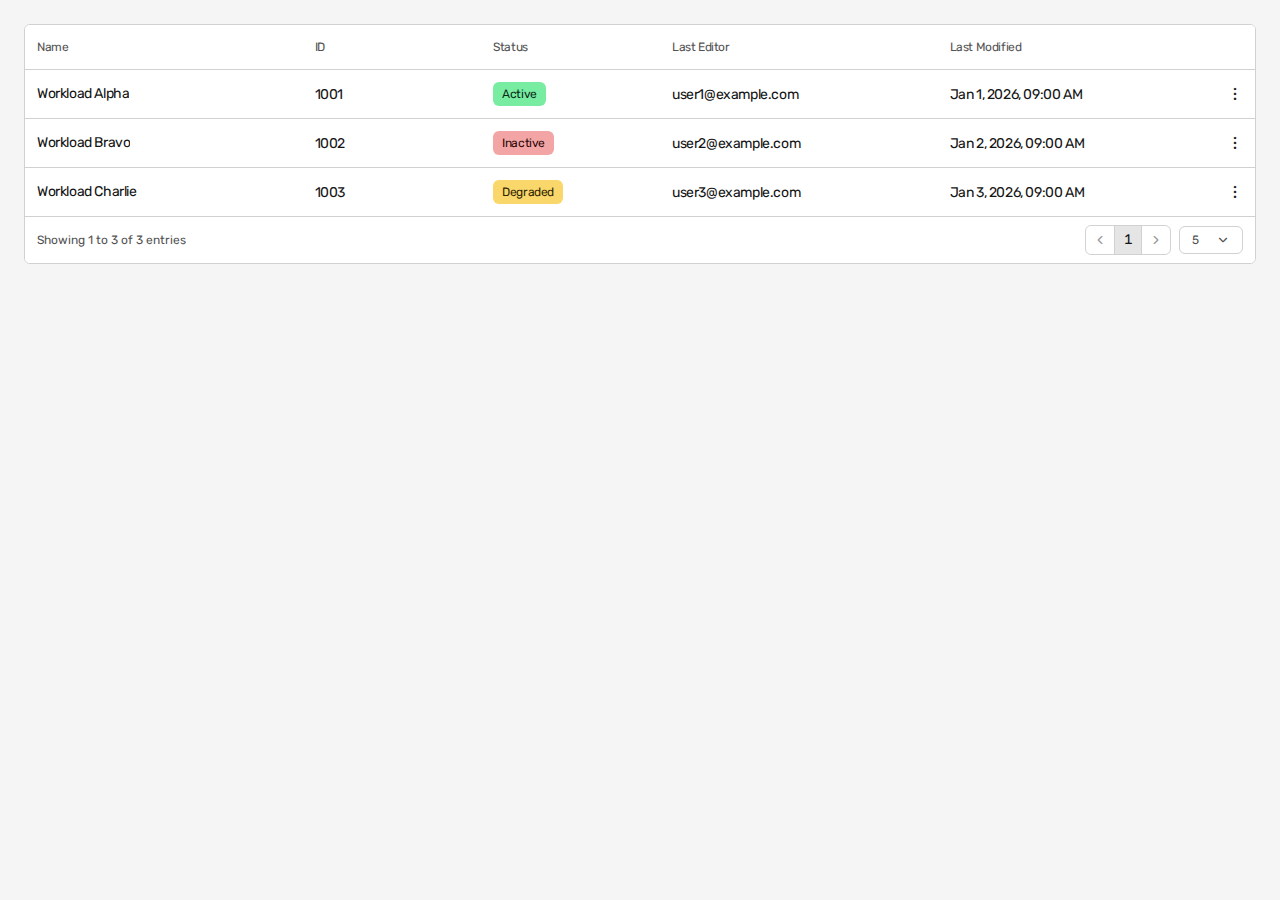 Name ID Status Last Editor Last Modified
Workload Alpha 1001 Active user1@example.com Jan 1, 2026, 09:00 AM
Workload Bravo 1002 Inactive user2@example.com Jan 2, 2026, 09:00 AM
Workload Charlie 1003 Degraded user3@example.com Jan 3, 2026, 09:00 AM
Showing 1 to 3 of 3 entries 1 5